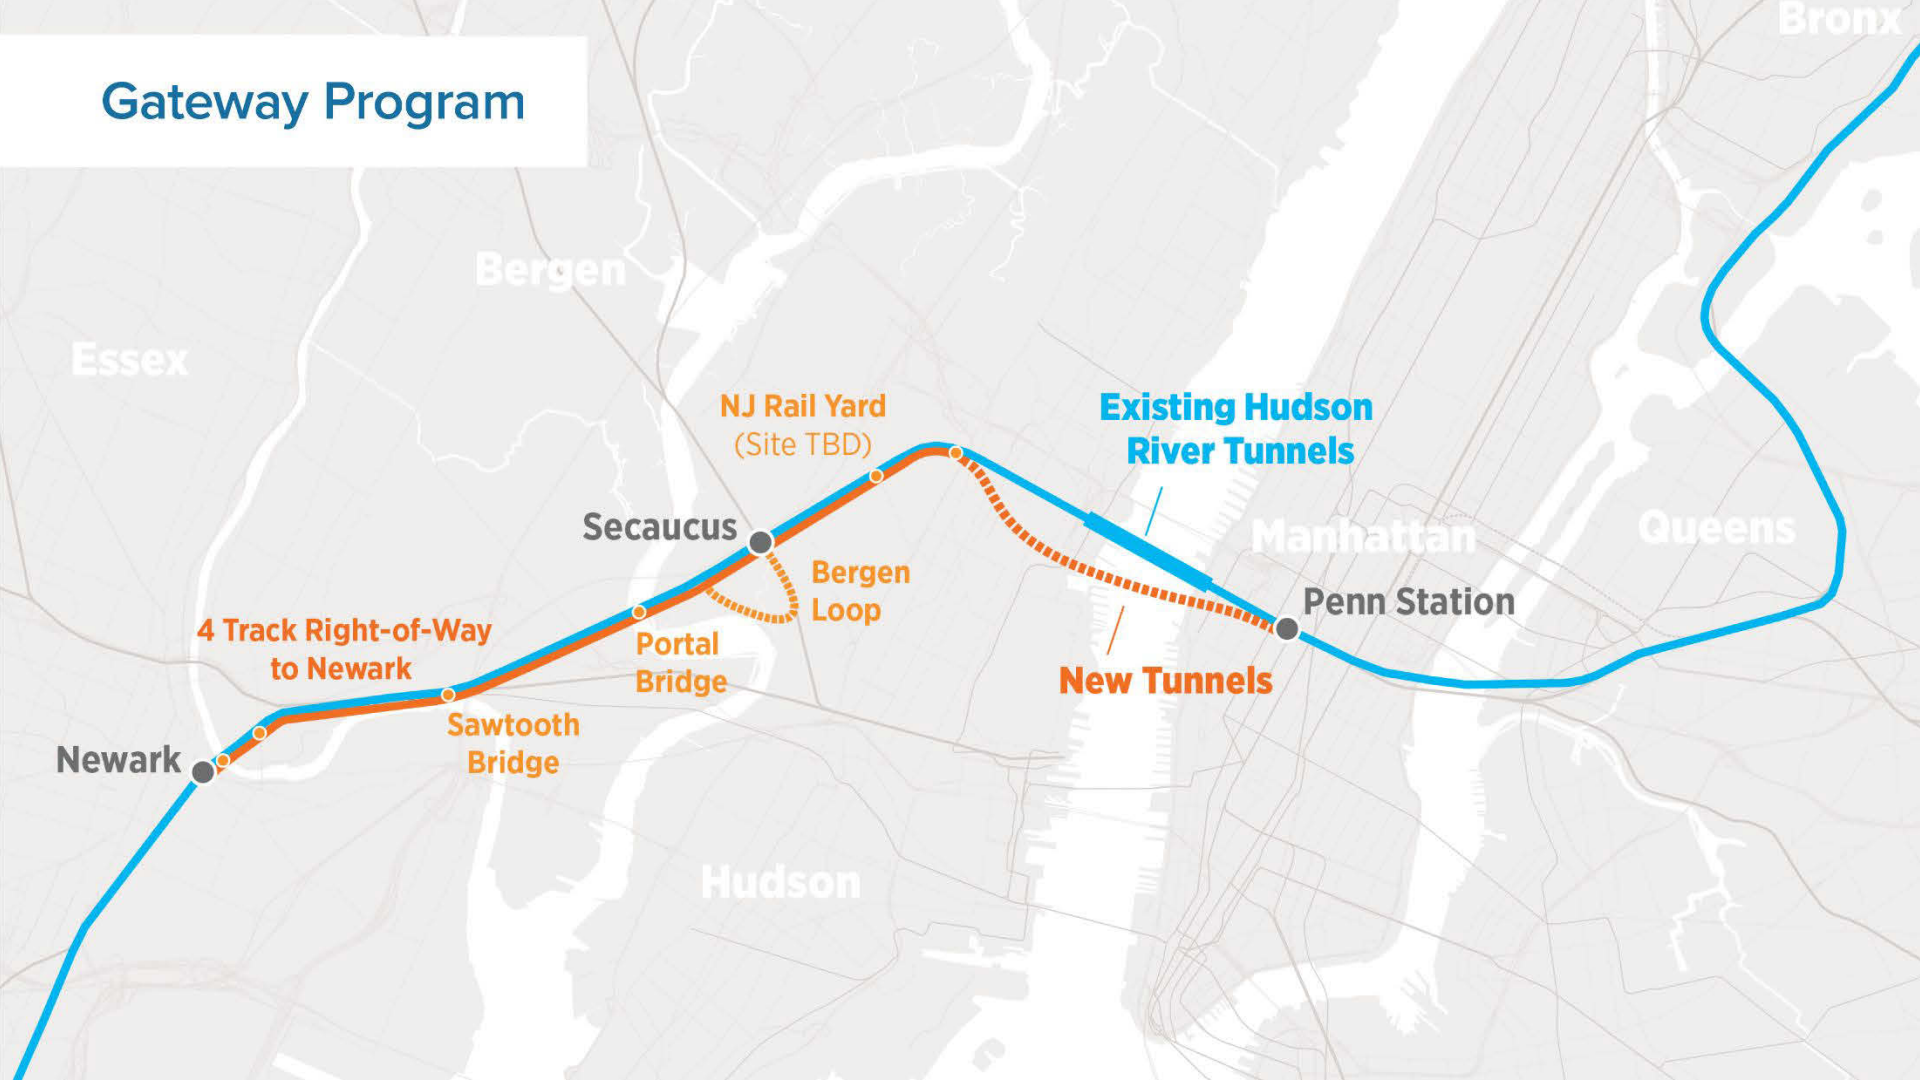 Gateway Program
Bronx
Bergen
Essex
NJ Rail Yard
(Site TBD)
Existing Hudson
River Tunnels
Secaucus
Manhattan
Queens
Bergen
Loop
Penn Station
4 Track Right-of-Way
to Newark
Portal
Bridge
New Tunnels
Sawtooth
Bridge
Newark
Hudson